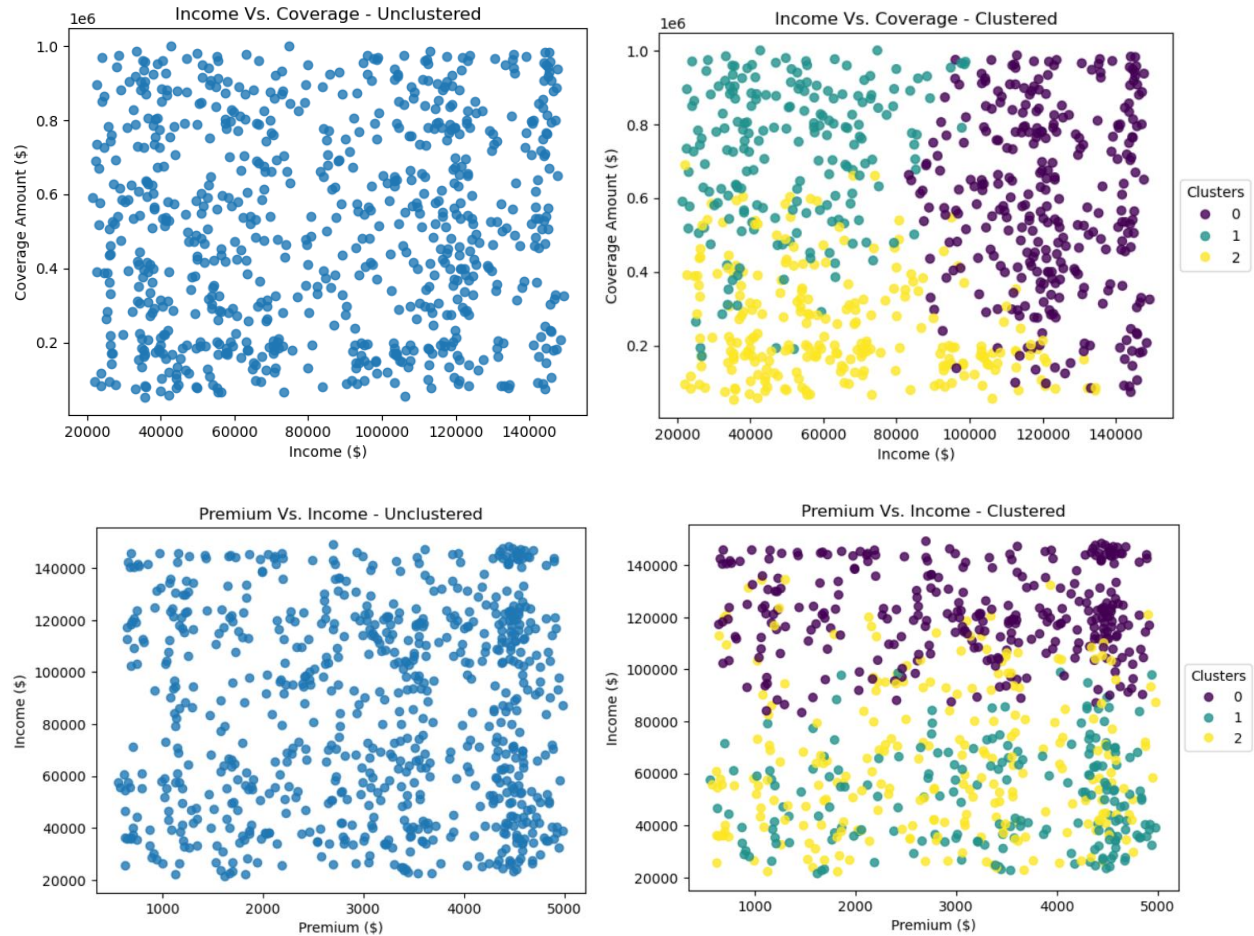 Income Vs. Coverage - Unclustered
1e6
1.0
0.8
0.6
0.4
0.2
Coverage Amount ($)
20000 40000 60000 80000 100000 120000 140000
Income ($)
Income Vs. Coverage - Clustered
1e6
1.0
0.8
0.6
0.4
0.2
Coverage Amount ($)
20000 40000 60000 80000 100000 120000 140000
Income ($)
Clusters
0
1
2
Premium Vs. Income - Unclustered
140000
120000
100000
80000
60000
40000
20000
Income ($)
1000 2000 3000 4000 5000
Premium ($)
Premium Vs. Income - Clustered
140000
120000
100000
80000
60000
40000
20000
Income ($)
1000 2000 3000 4000 5000
Premium ($)
Clusters
0
1
2